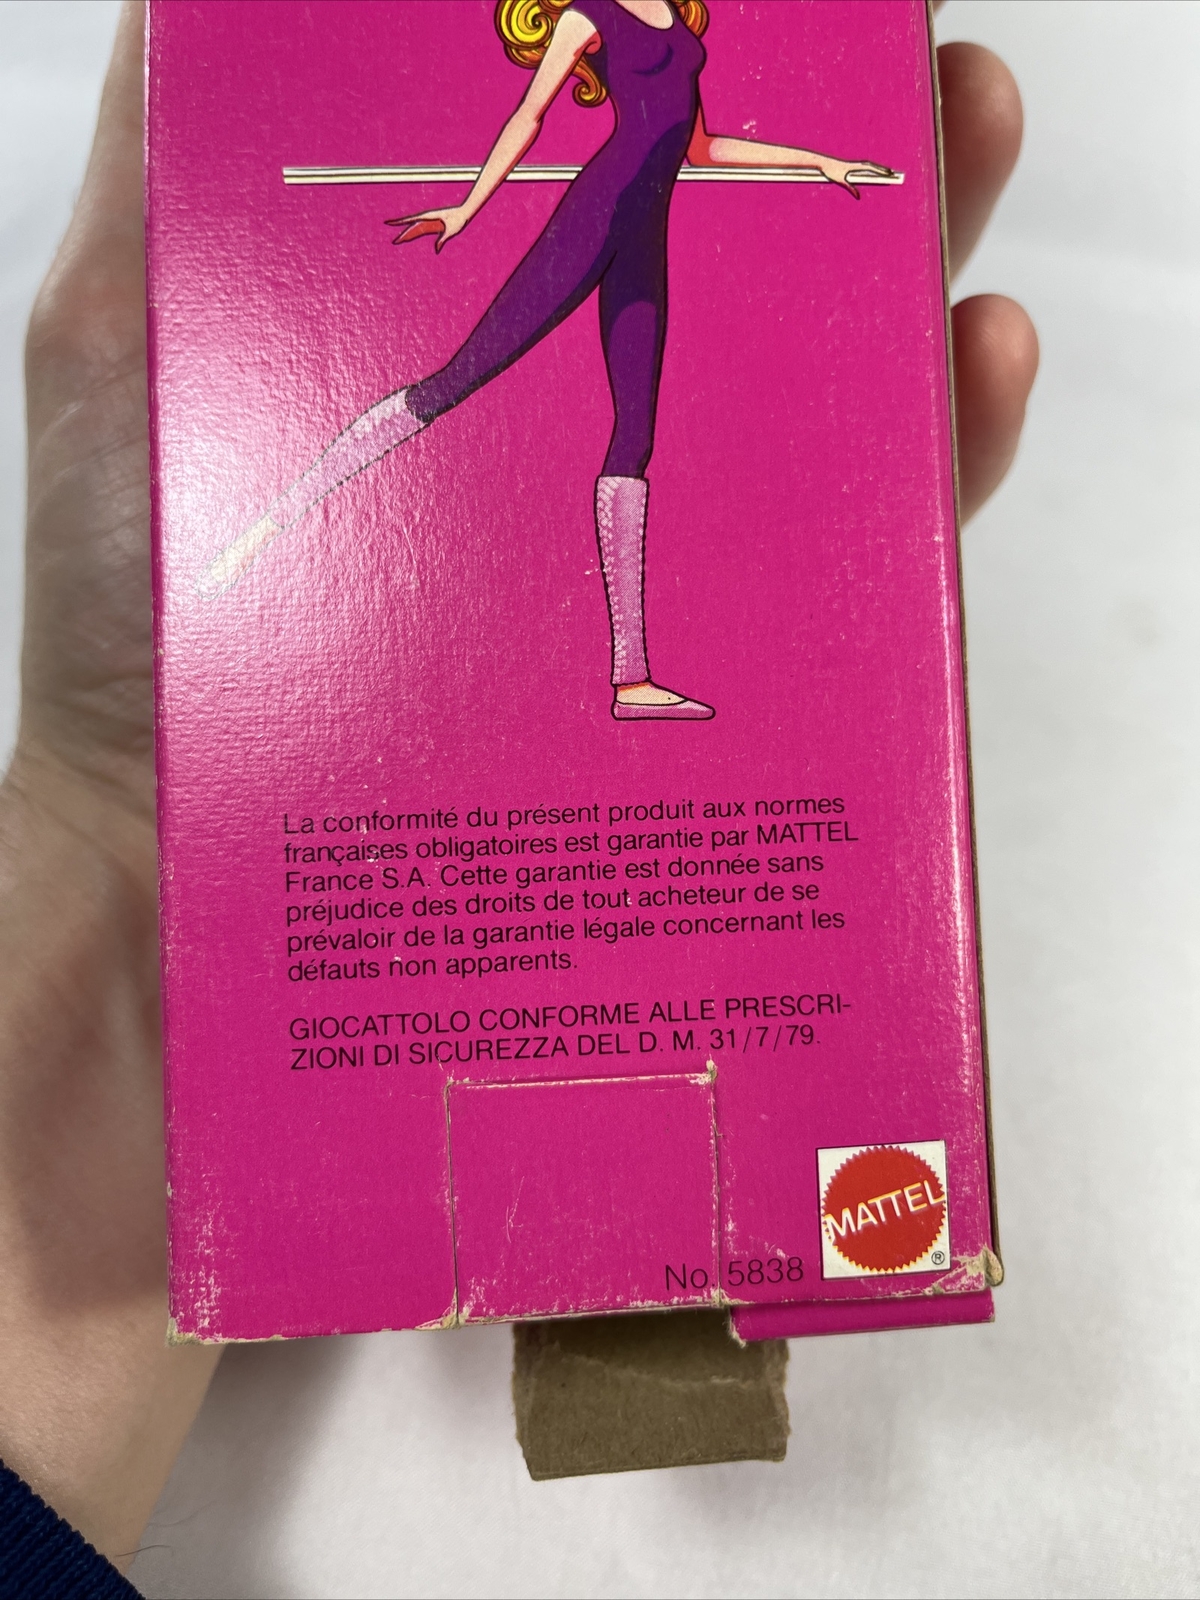 La conformité du présent produit aux normes
françaises obligatoires est garantie par MATTEL
France S.A. Cette garantie est donnée sans
préjudice des droits de tout acheteur de se
prévaloir de la garantie légale concernant les
défauts non apparents.
GIOCATTOLO CONFORME ALLE PRESCRI-
ZIONI DI SICUREZZA DEL D. M. 31/7/79.
MATTEL
®
No. 5838